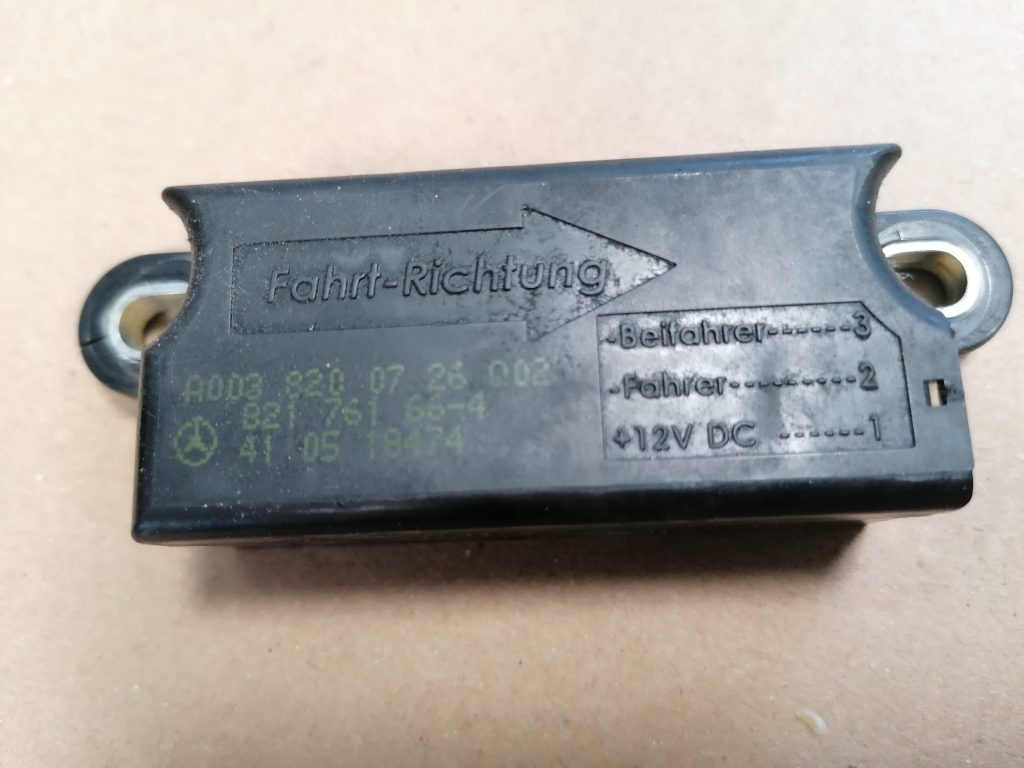 Fahrt-Richtung
-Beifahrer------3
-Fahrer----------2
+12V DC ------1
A003 820 07 26 Q02
821 761 66-4
41 05 18474